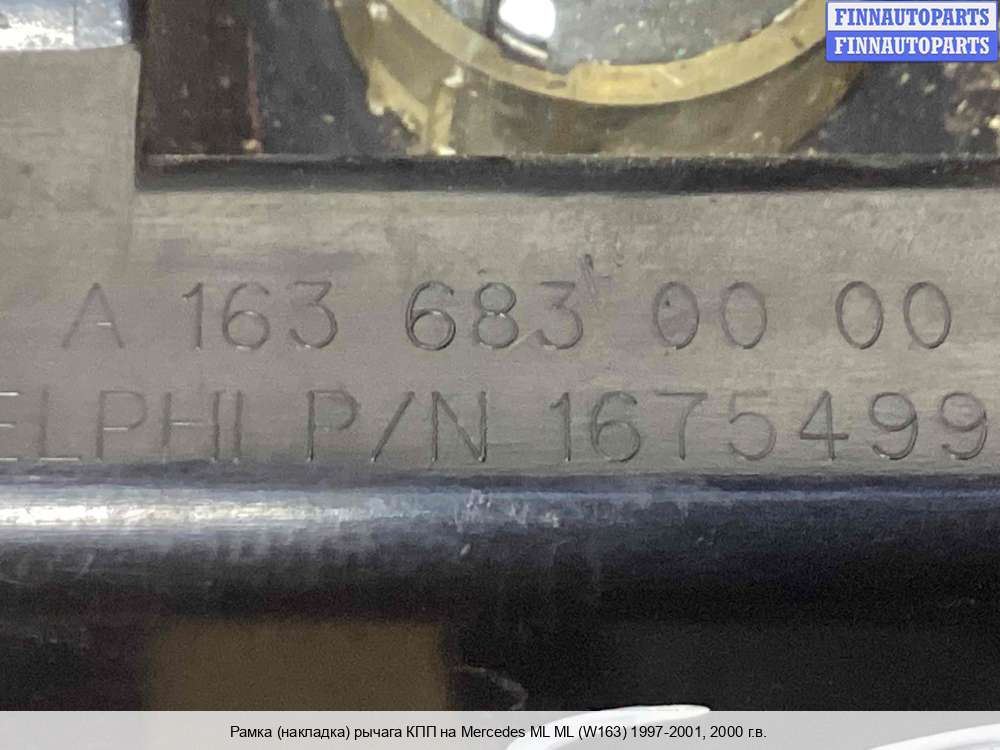 FINNAUTOPARTS
FINNAUTOPARTS
A 163 683 00 00
ELPHI P/N 1675499
Рамка (накладка) рычага КПП на Mercedes ML ML (W163) 1997-2001, 2000 г.в.